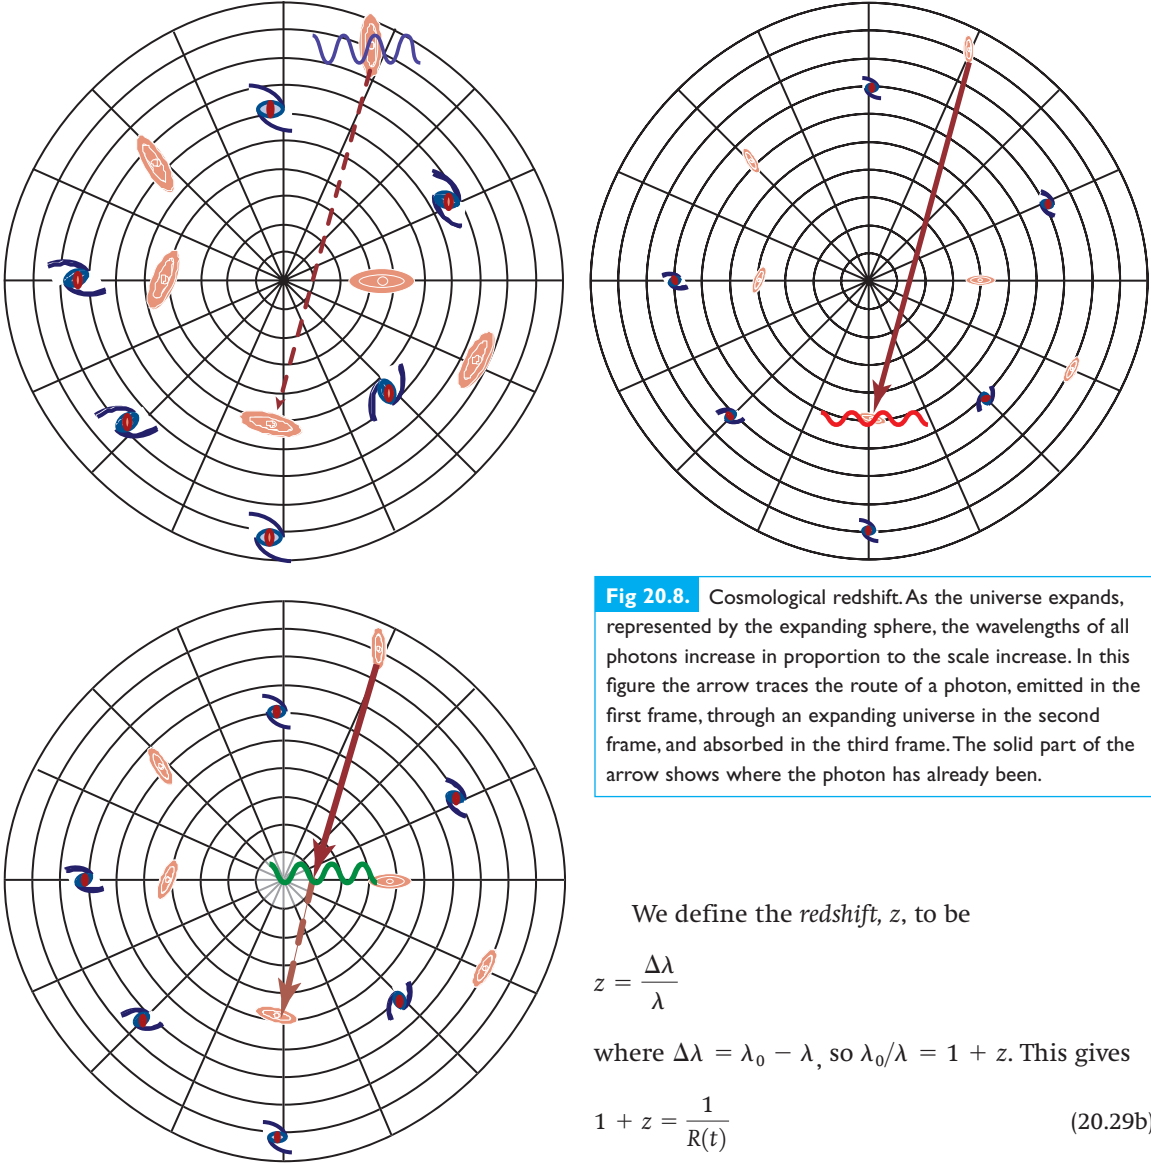 Fig 20.8. Cosmological redshift. As the universe expands,
represented by the expanding sphere, the wavelengths of all
photons increase in proportion to the scale increase. In this
figure the arrow traces the route of a photon, emitted in the
first frame, through an expanding universe in the second
frame, and absorbed in the third frame. The solid part of the
arrow shows where the photon has already been.
We define the redshift, z, to be
z = Δλ / λ
where Δλ = λ₀ − λ, so λ₀/λ = 1 + z. This gives
1 + z = 1 / R(t) (20.29b)